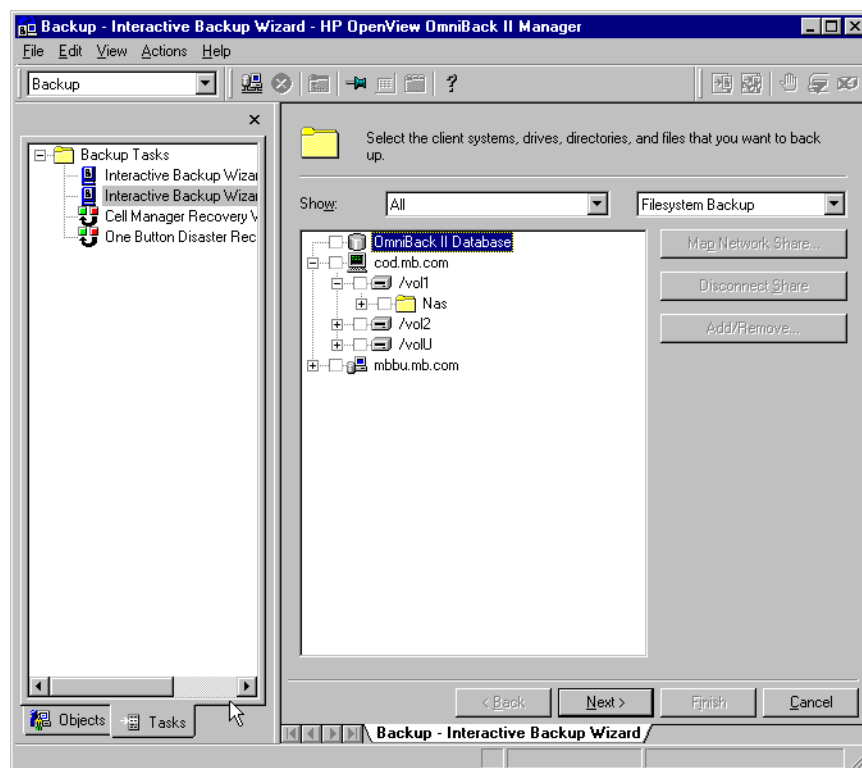 Backup - Interactive Backup Wizard - HP OpenView OmniBack II Manager
File Edit View Actions Help
Backup
Select the client systems, drives, directories, and files that you want to back
up.
Backup Tasks
Interactive Backup Wizar
Interactive Backup Wizar
Cell Manager Recovery W
One Button Disaster Rec
Show:
All
Filesystem Backup
OmniBack II Database
cod.mb.com
/vol1
Nas
/vol2
/volU
mbbu.mb.com
Map Network Share...
Disconnect Share
Add/Remove...
< Back
Next >
Finish
Cancel
Objects
Tasks
Backup - Interactive Backup Wizard